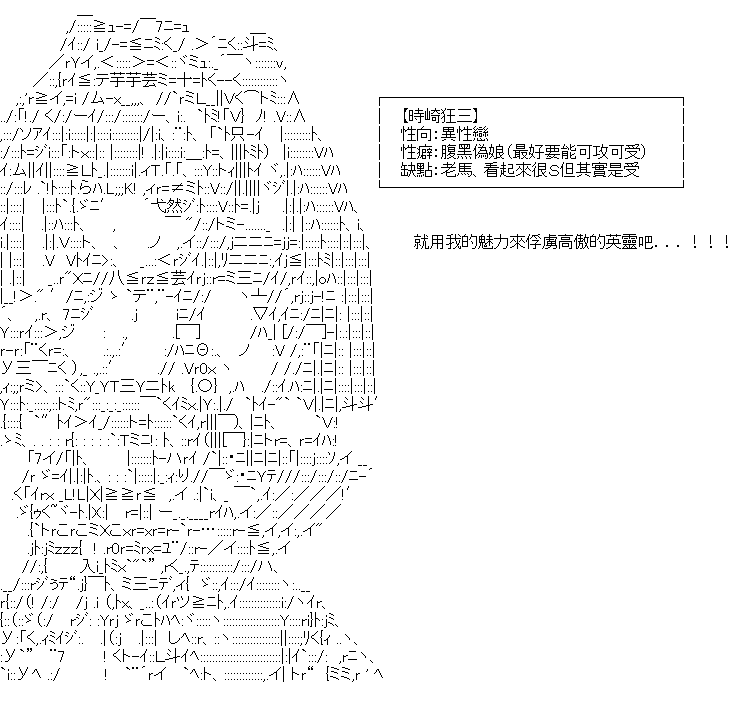 【時崎狂三】
性向:異性戀
性癖:腹黑偽娘(最好要能可攻可受)
缺點:老馬、看起來很S但其實是受
就用我的魅力來俘虜高傲的英靈吧...!!!